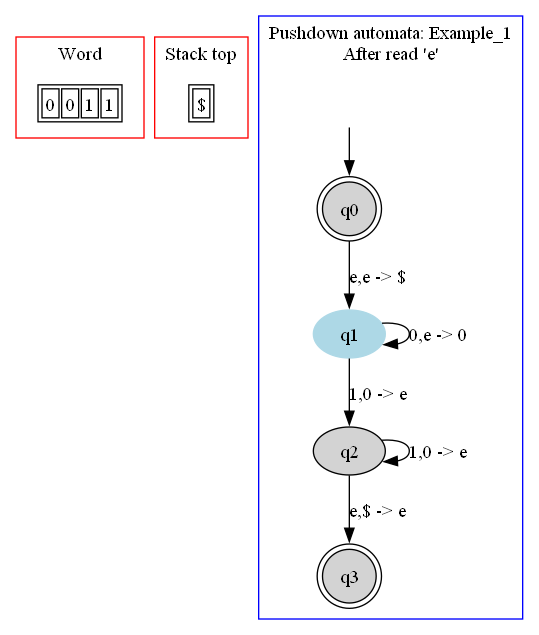 Word
0 0 1 1
Stack top
$
Pushdown automata: Example_1
After read 'e'
q0
e,e -> $
q1
0,e -> 0
1,0 -> e
q2
1,0 -> e
e,$ -> e
q3